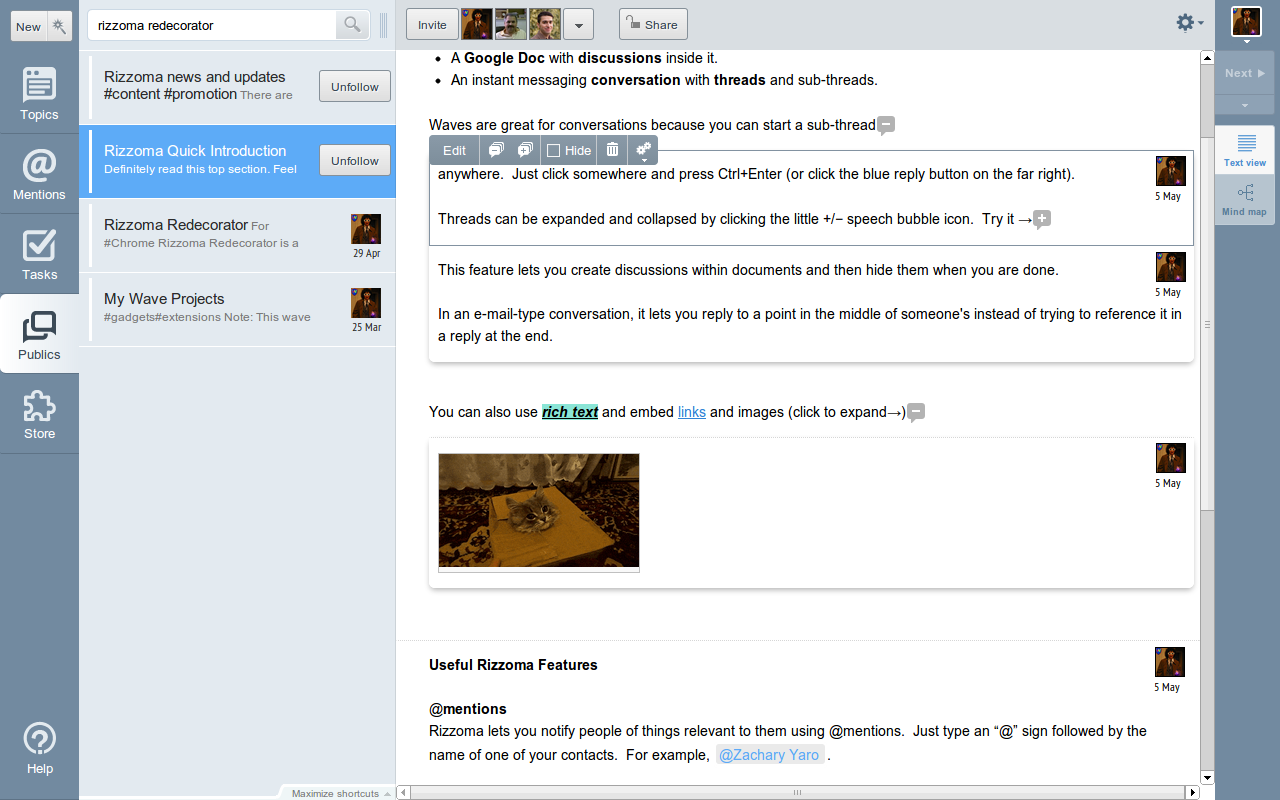 New
rizzoma redecorator
Invite
Share
Topics
Mentions
Tasks
Publics
Store
Help
Rizzoma news and updates
#content #promotion There are
Unfollow
Rizzoma Quick Introduction
Definitely read this top section. Feel
Unfollow
Rizzoma Redecorator For
#Chrome Rizzoma Redecorator is a
29 Apr
My Wave Projects
#gadgets#extensions Note: This wave
25 Mar
Maximize shortcuts
• A Google Doc with discussions inside it.
• An instant messaging conversation with threads and sub-threads.
Waves are great for conversations because you can start a sub-thread
Edit
Hide
anywhere.  Just click somewhere and press Ctrl+Enter (or click the blue reply button on the far right).
5 May
Threads can be expanded and collapsed by clicking the little +/− speech bubble icon.  Try it →
This feature lets you create discussions within documents and then hide them when you are done.
5 May
In an e-mail-type conversation, it lets you reply to a point in the middle of someone's instead of trying to reference it in
a reply at the end.
You can also use rich text and embed links and images (click to expand→)
5 May
Useful Rizzoma Features
5 May
@mentions
Rizzoma lets you notify people of things relevant to them using @mentions.  Just type an “@” sign followed by the
name of one of your contacts.  For example, @Zachary Yaro .
Next
Text view
Mind map